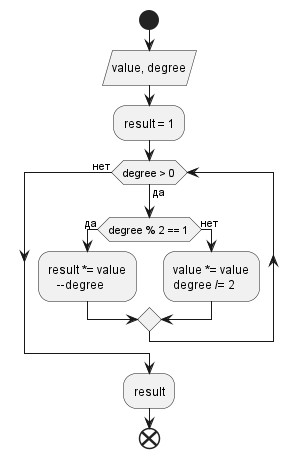 value, degree
result = 1
нет
degree > 0
да
да
degree % 2 == 1
нет
result *= value
--degree
value *= value
degree /= 2
result